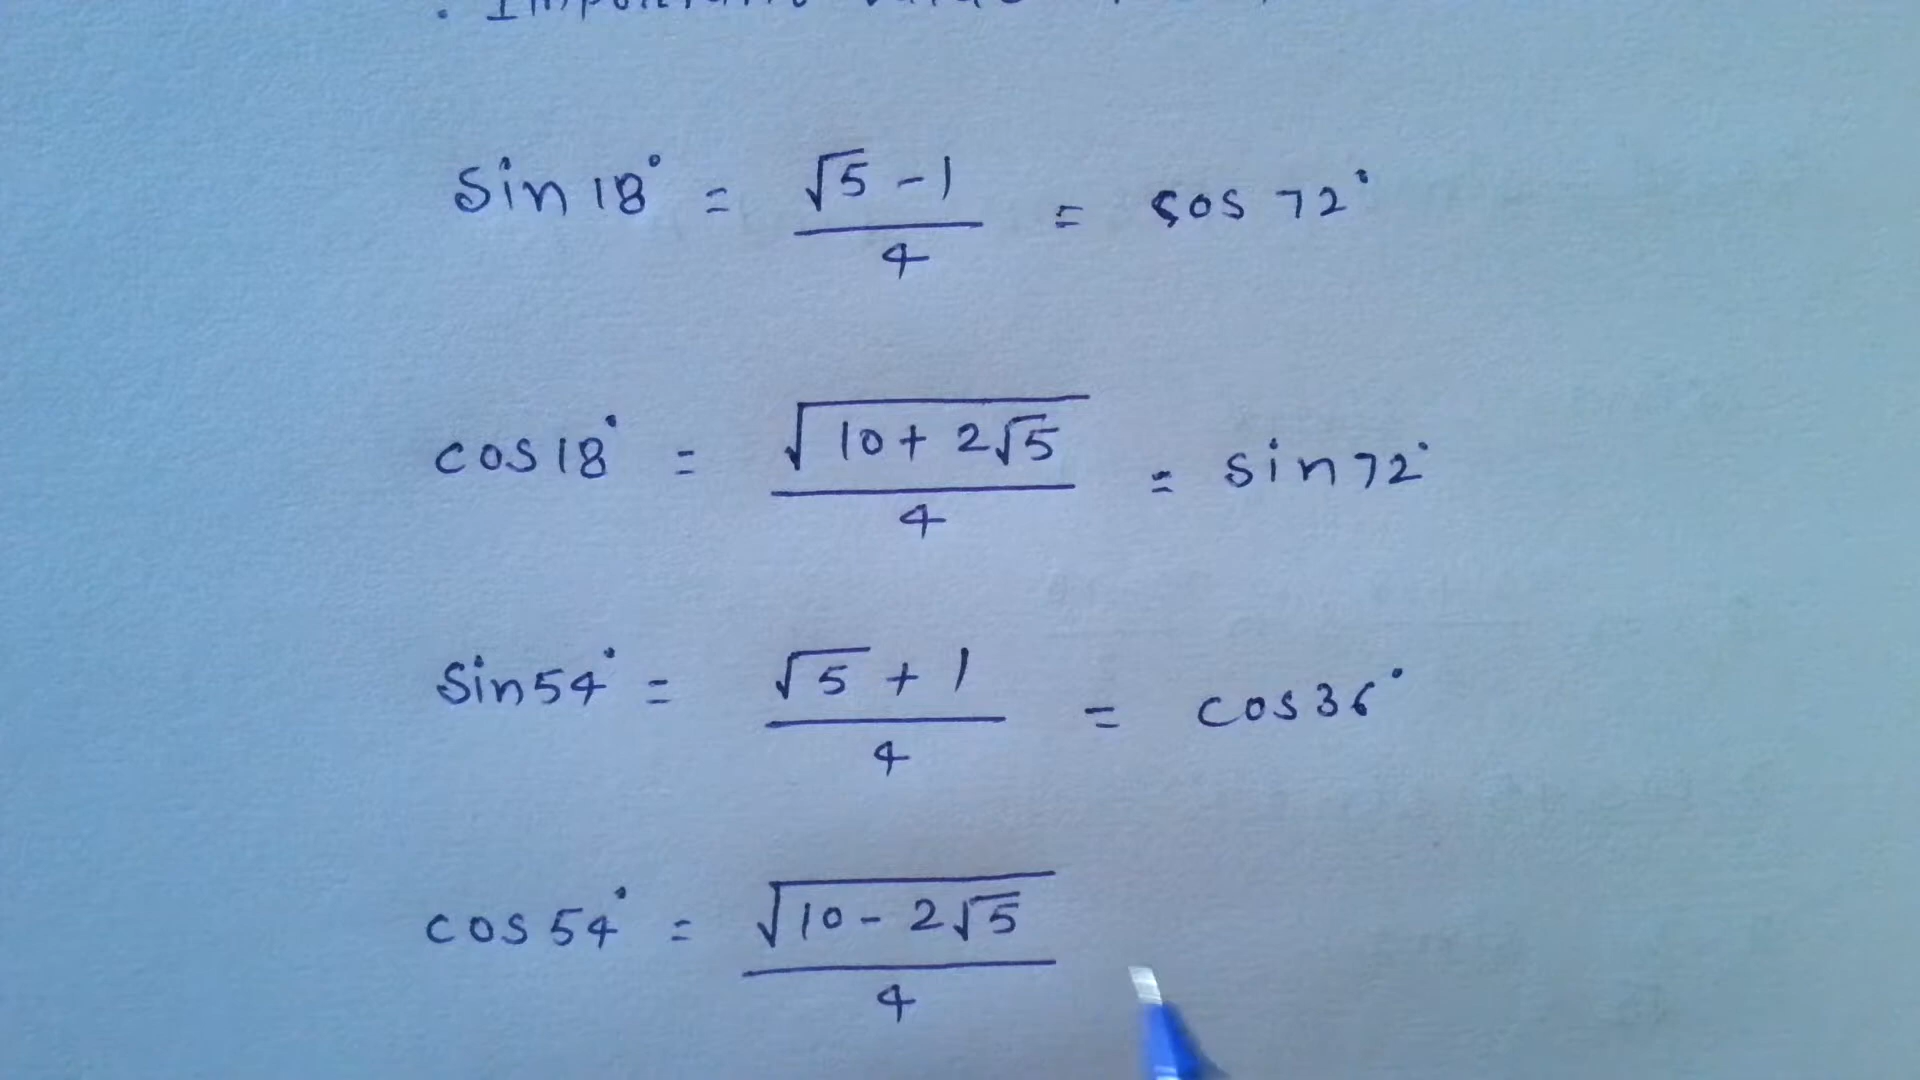 sin 18° = (√5 - 1)/4 = cos 72°
cos 18° = √(10 + 2√5)/4 = sin 72°
sin 54° = (√5 + 1)/4 = cos 36°
cos 54° = √(10 - 2√5)/4